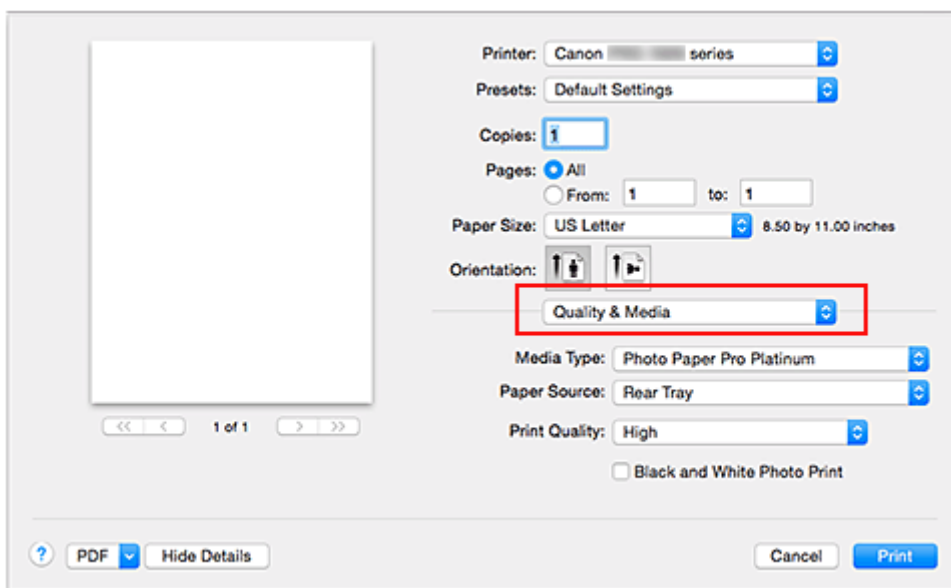 Printer: Canon series
Presets: Default Settings
Copies: 1
Pages: All
From: 1 to: 1
Paper Size: US Letter 8.50 by 11.00 inches
Orientation:
Quality & Media
Media Type: Photo Paper Pro Platinum
Paper Source: Rear Tray
1 of 1
Print Quality: High
Black and White Photo Print
? PDF Hide Details Cancel Print